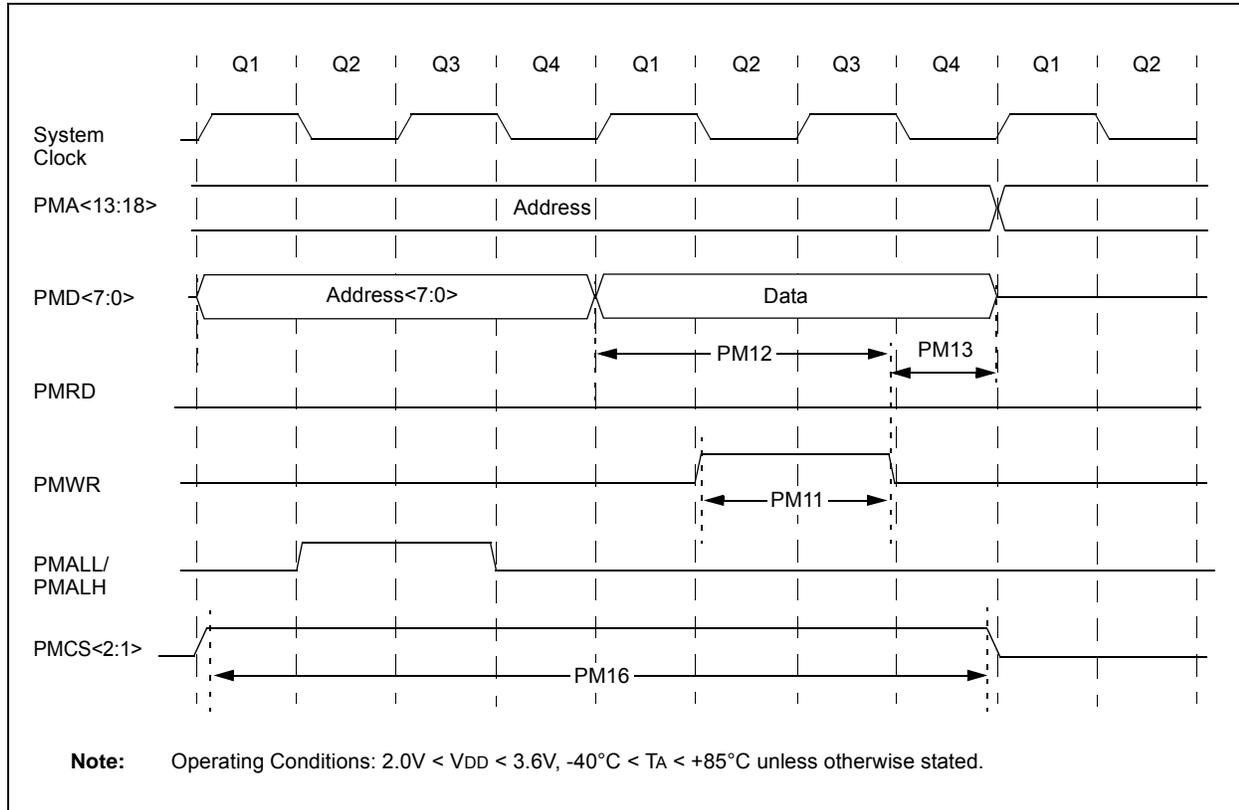 Q1 Q2 Q3 Q4 Q1 Q2 Q3 Q4 Q1 Q2
System
Clock
PMA<13:18>
Address
PMD<7:0>
Address<7:0>
Data
PM12
PM13
PMRD
PMWR
PM11
PMALL/
PMALH
PMCS<2:1>
PM16
Note: Operating Conditions: 2.0V < VDD < 3.6V, -40°C < TA < +85°C unless otherwise stated.